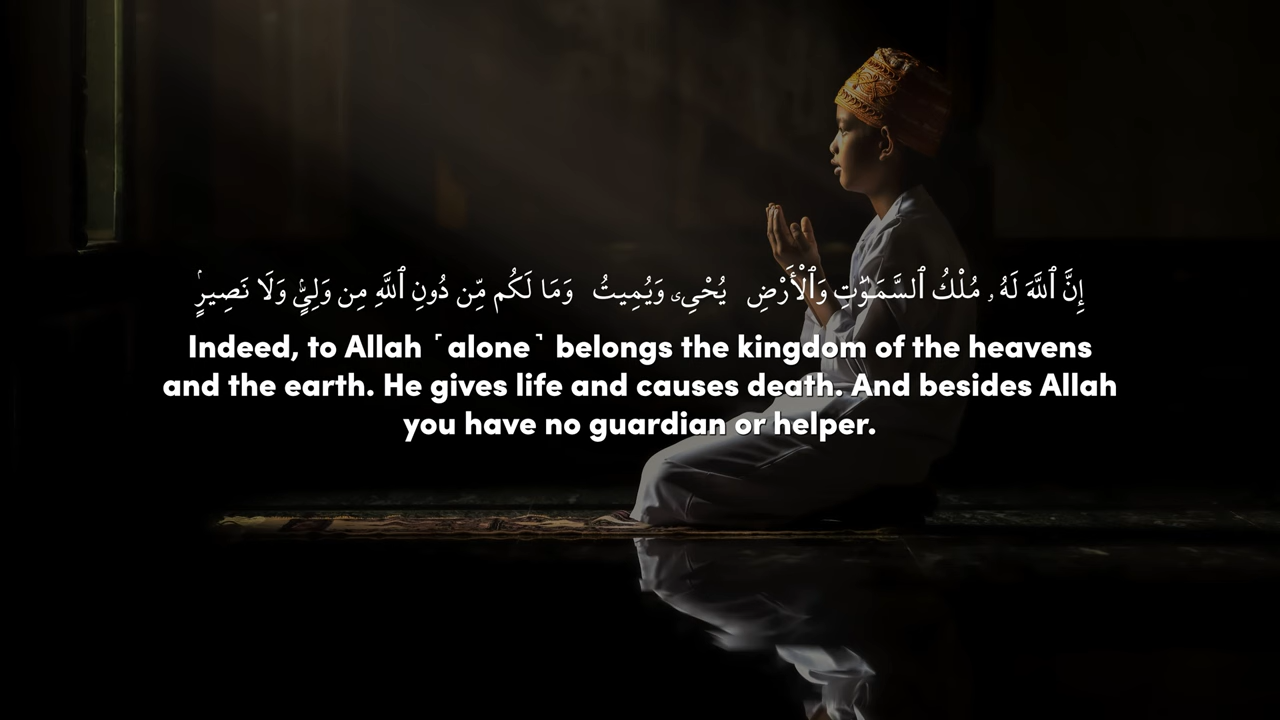 إِنَّ ٱللَّهَ لَهُۥ مُلْكُ ٱلسَّمَـٰوَٰتِ وَٱلْأَرْضِ يُحْىِۦ وَيُمِيتُ وَمَا لَكُم مِّن دُونِ ٱللَّهِ مِن وَلِىٍّ وَلَا نَصِيرٍ
Indeed, to Allah ˹alone˺ belongs the kingdom of the heavens
and the earth. He gives life and causes death. And besides Allah
you have no guardian or helper.